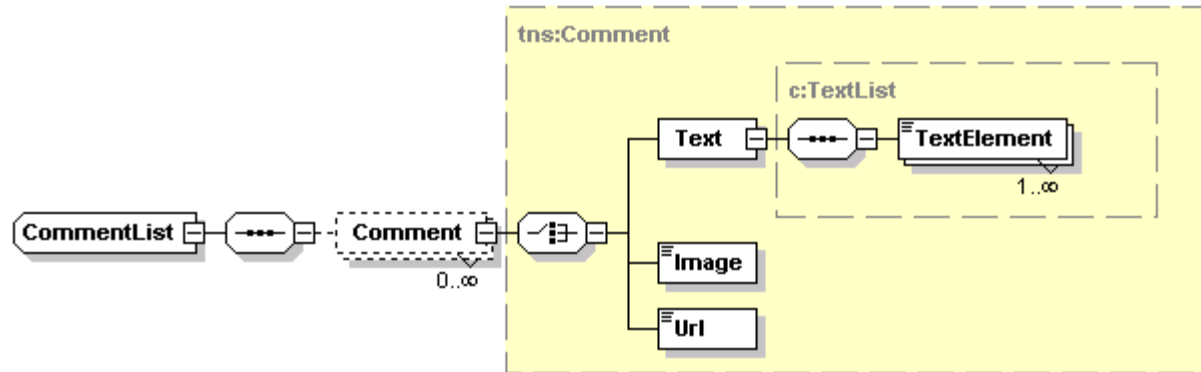 tns:Comment
c:TextList
Text
TextElement
1..∞
CommentList
Comment
0..∞
Image
Url